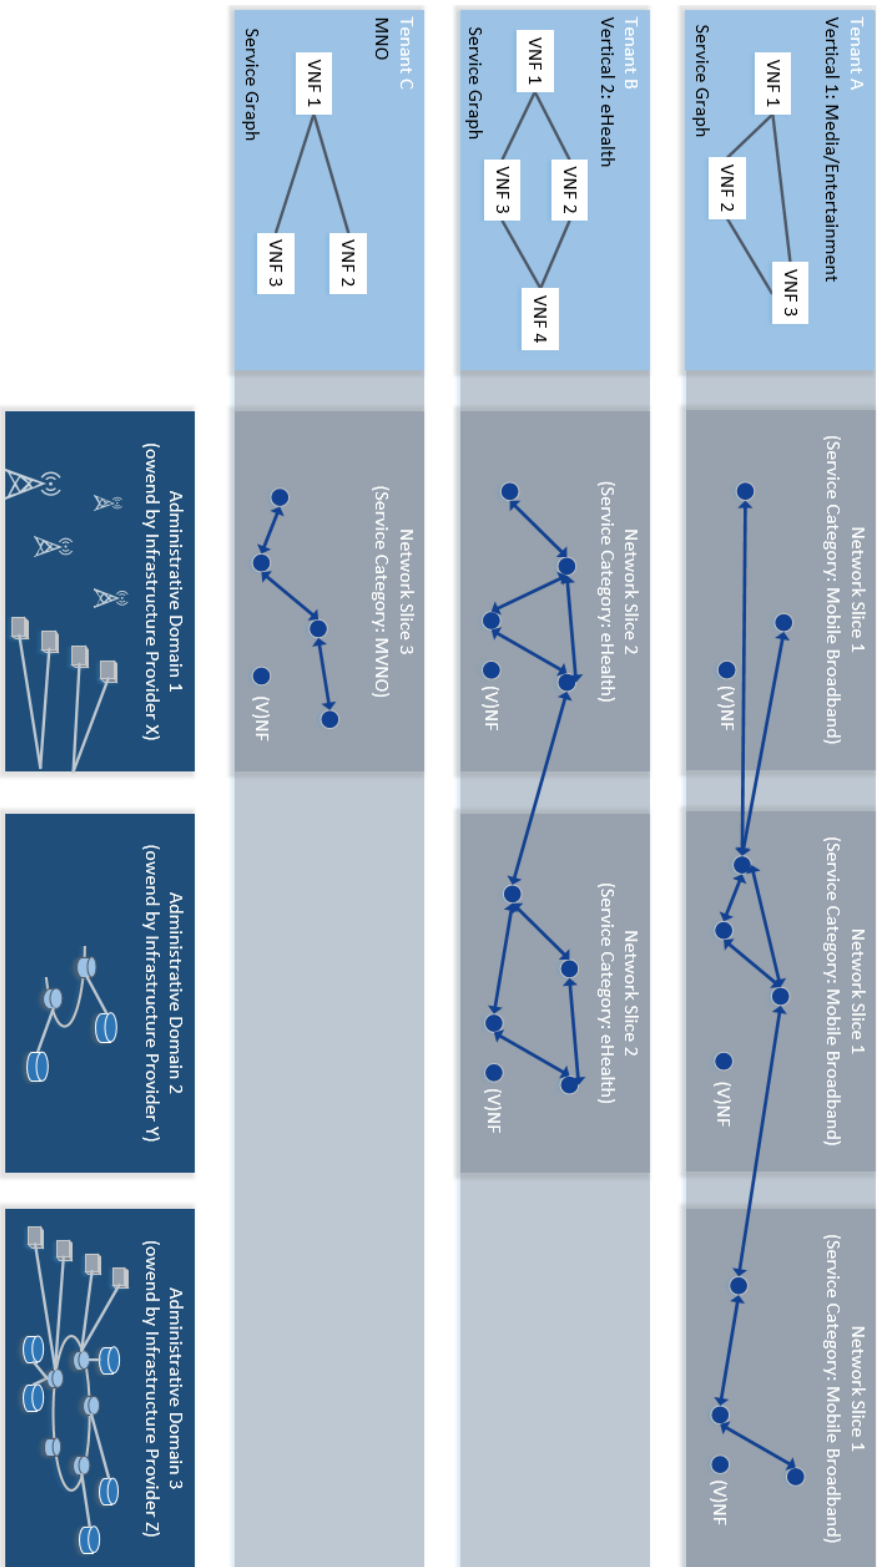 Tenant A
Vertical 1: Media/Entertainment
VNF 1
VNF 3
VNF 2
Service Graph
Network Slice 1
(Service Category: Mobile Broadband)
(V)NF
Network Slice 1
(Service Category: Mobile Broadband)
(V)NF
Network Slice 1
(Service Category: Mobile Broadband)
(V)NF
Tenant B
Vertical 2: eHealth
VNF 1
VNF 2
VNF 3
VNF 4
Service Graph
Network Slice 2
(Service Category: eHealth)
(V)NF
Network Slice 2
(Service Category: eHealth)
(V)NF
Tenant C
MNO
VNF 1
VNF 2
VNF 3
Service Graph
Network Slice 3
(Service Category: MVNO)
(V)NF
Administrative Domain 1
(owend by Infrastructure Provider X)
Administrative Domain 2
(owend by Infrastructure Provider Y)
Administrative Domain 3
(owend by Infrastructure Provider Z)